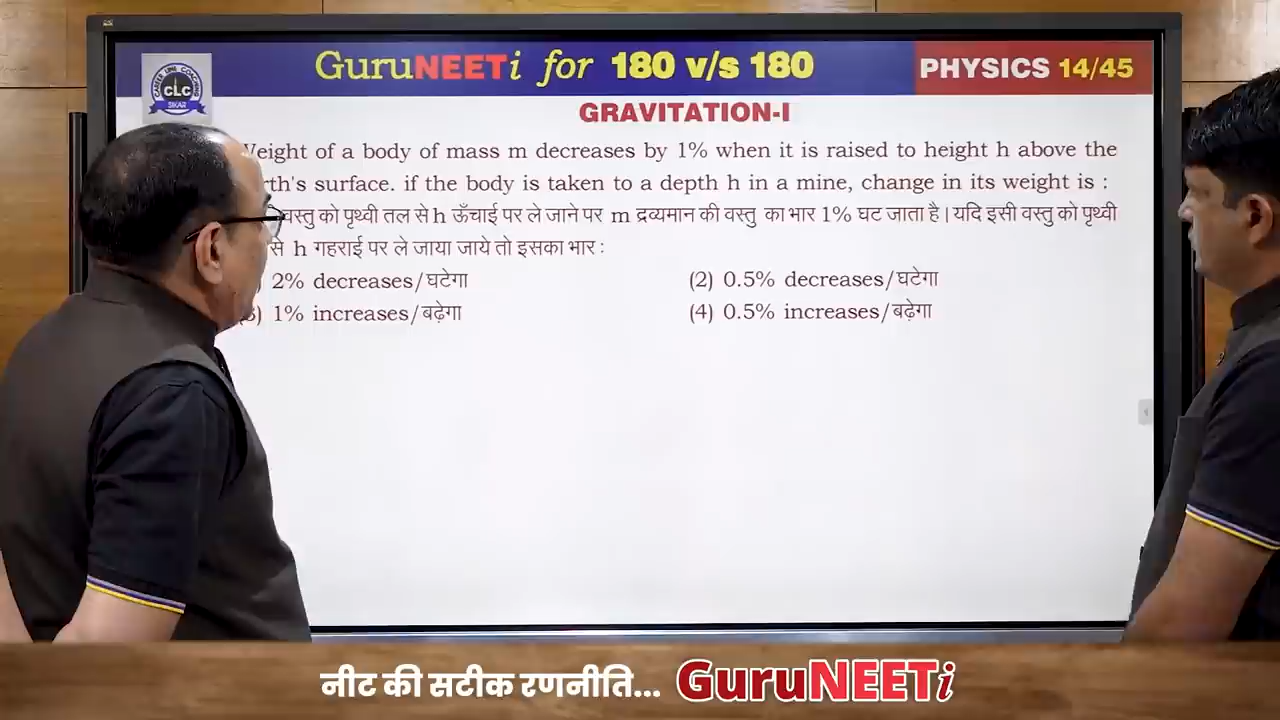 GuruNEETi for 180 v/s 180
PHYSICS 14/45
CLC
SIKAR
GRAVITATION-I
of a body of mass m decreases by 1% when it is raised to height h above the
surface. if the body is taken to a depth h in a mine, change in its weight is :
वस्तु को पृथ्वी तल से h ऊँचाई पर ले जाने पर m द्रव्यमान की वस्तु का भार 1% घट जाता है। यदि इसी वस्तु को पृथ्वी
से h गहराई पर ले जाया जाये तो इसका भार :
2% decreases/घटेगा
(2) 0.5% decreases/घटेगा
1% increases/बढ़ेगा
(4) 0.5% increases/बढ़ेगा
नीट की सटीक रणनीति... GuruNEETi